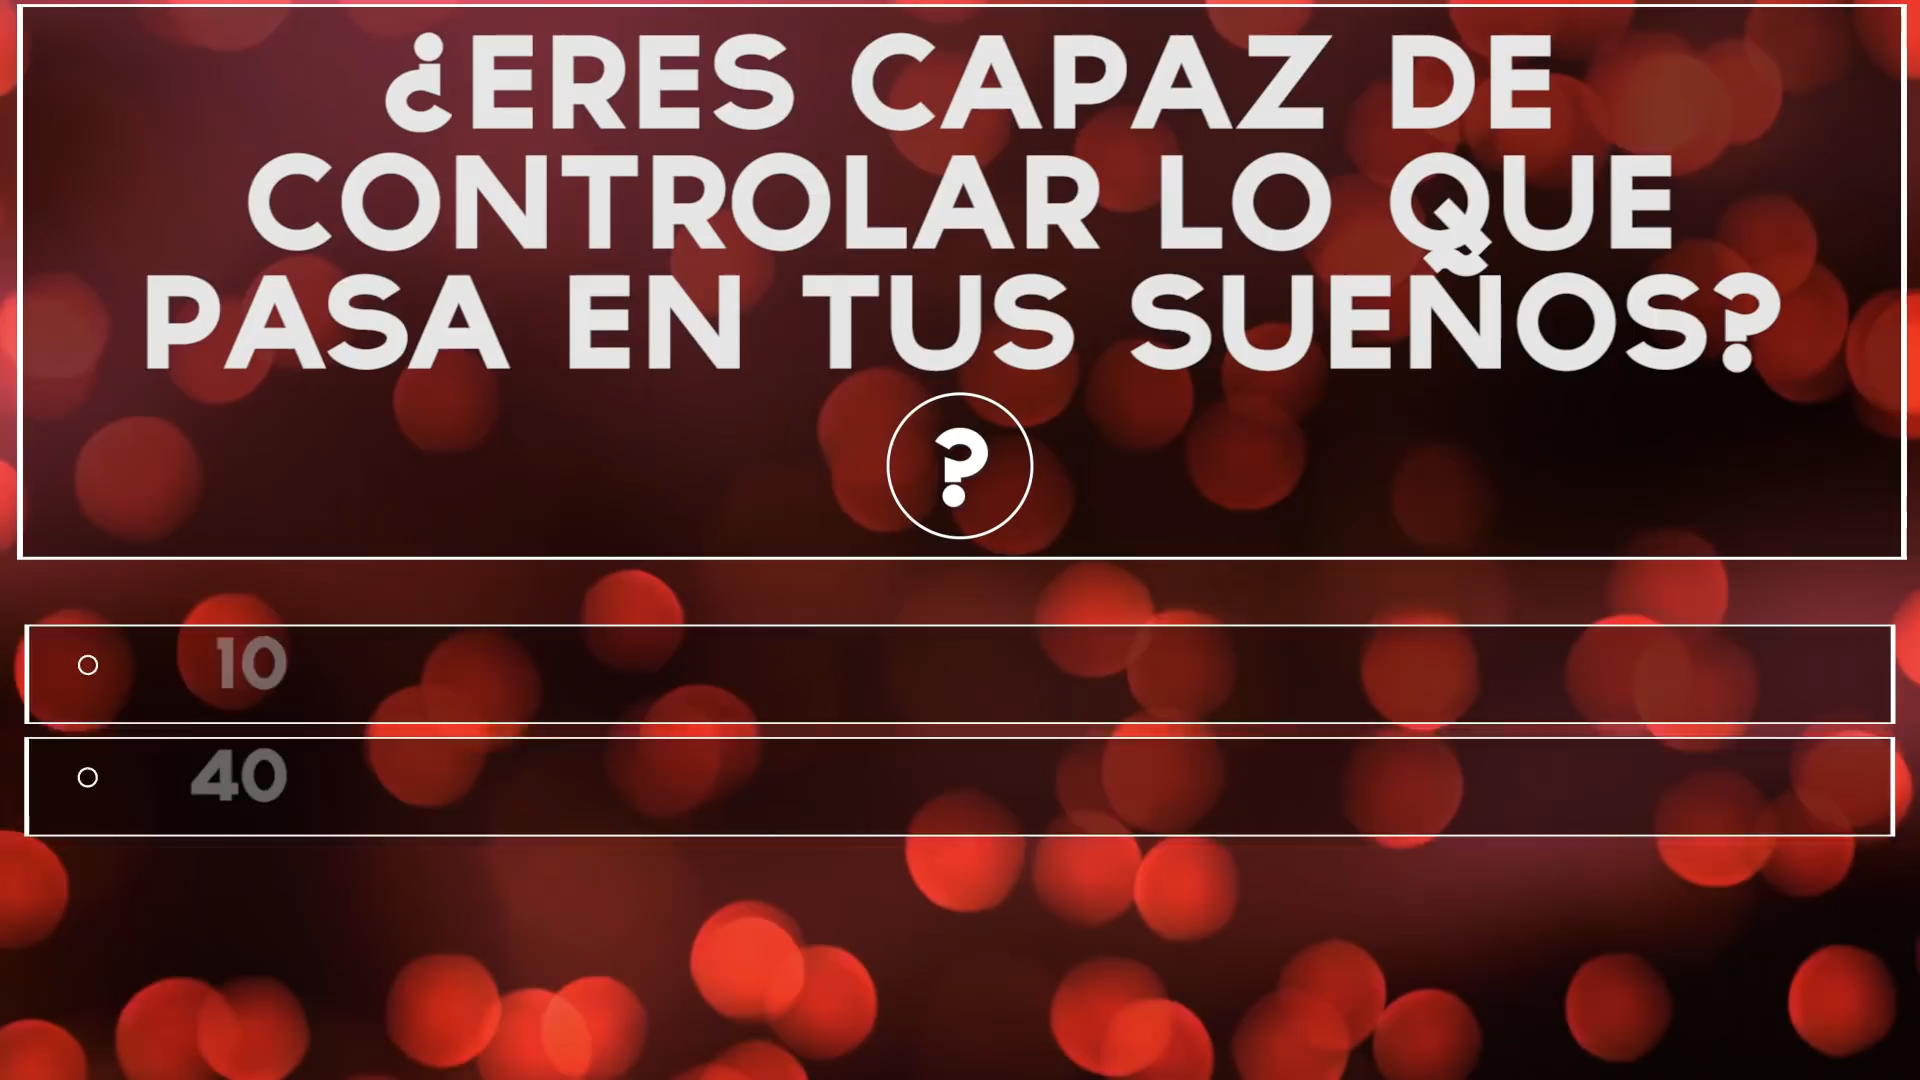 ¿ERES CAPAZ DE
CONTROLAR LO QUE
PASA EN TUS SUEÑOS?
?
10
40